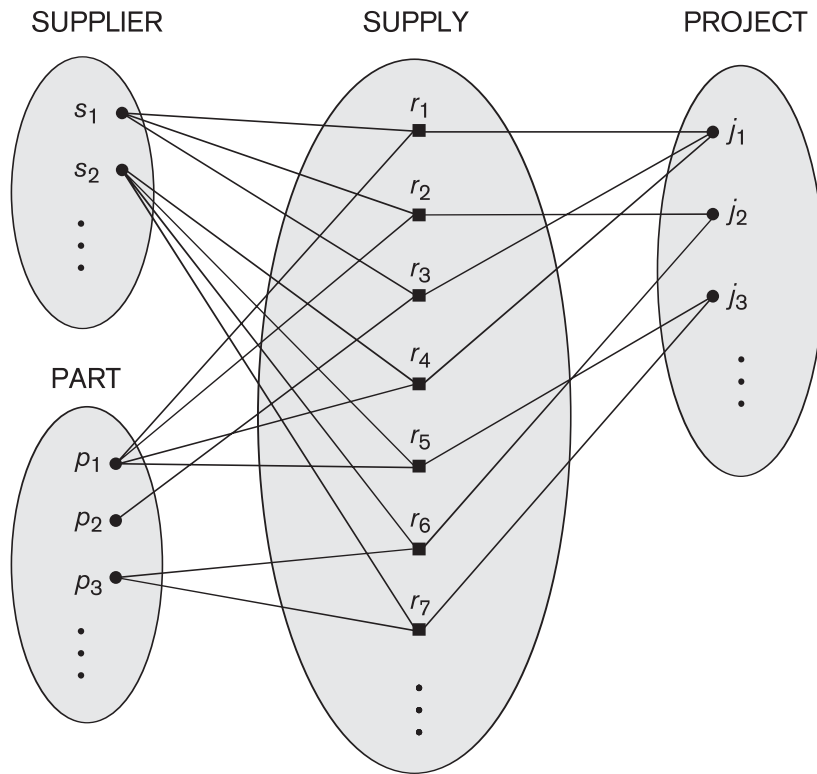 SUPPLIER
s1
s2
PART
p1
p2
p3
SUPPLY
r1
r2
r3
r4
r5
r6
r7
PROJECT
j1
j2
j3